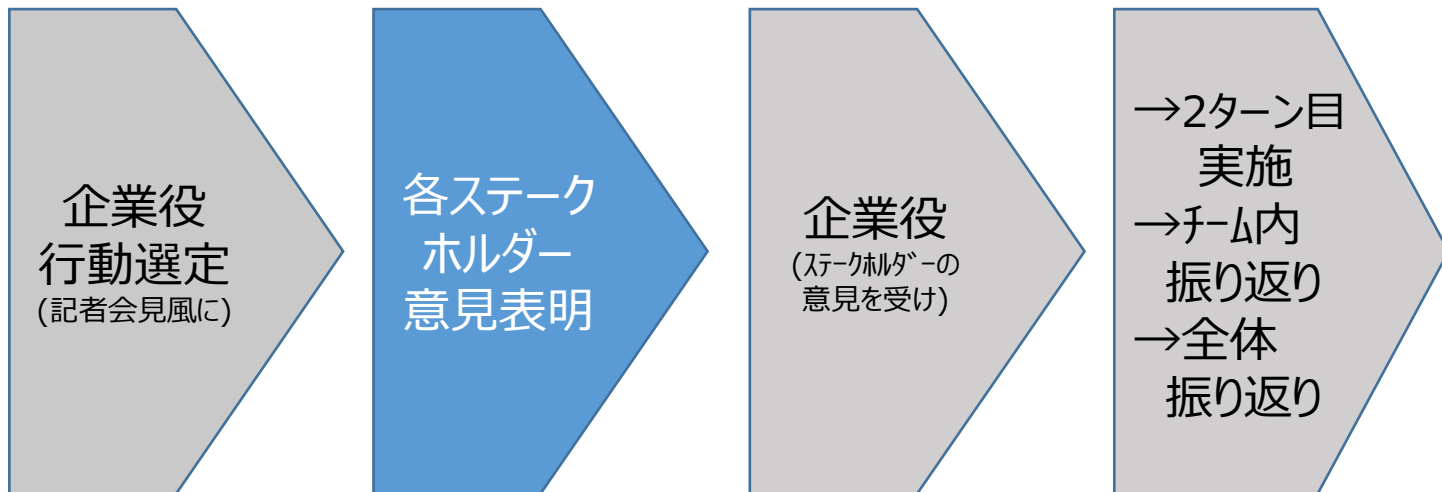 企業役
行動選定
(記者会見風に)
各ステーク
ホルダー
意見表明
企業役
(ｽﾃｰｸﾎﾙﾀﾞｰの
意見を受け)
→2ターン目
実施
→ﾁｰﾑ内
振り返り
→全体
振り返り